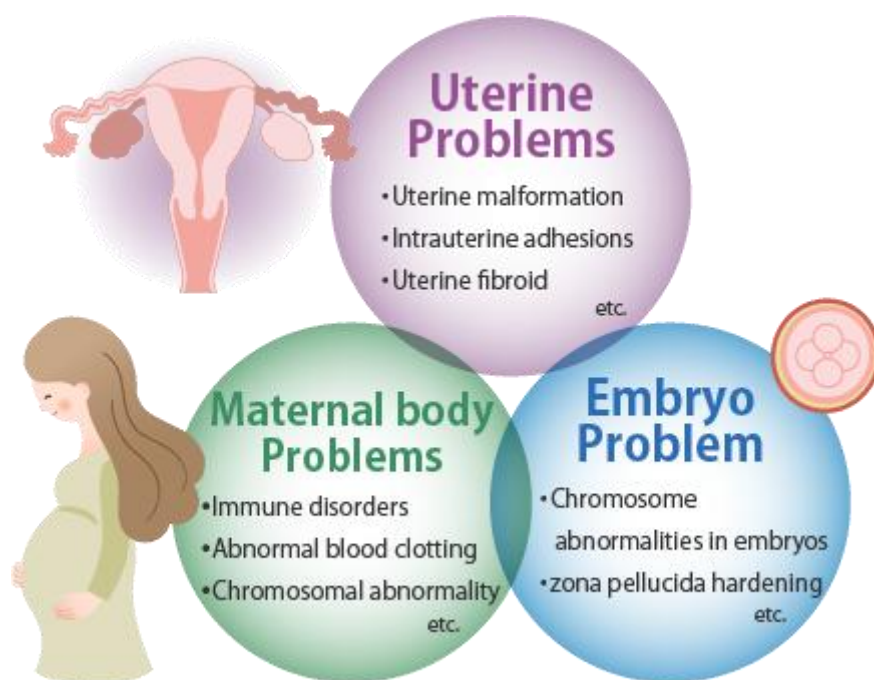 Uterine
Problems
・Uterine malformation
・Intrauterine adhesions
・Uterine fibroid
etc.
Maternal body
Problems
•Immune disorders
•Abnormal blood clotting
•Chromosomal abnormality
etc.
Embryo
Problem
・Chromosome
abnormalities in embryos
•zona pellucida hardening
etc.